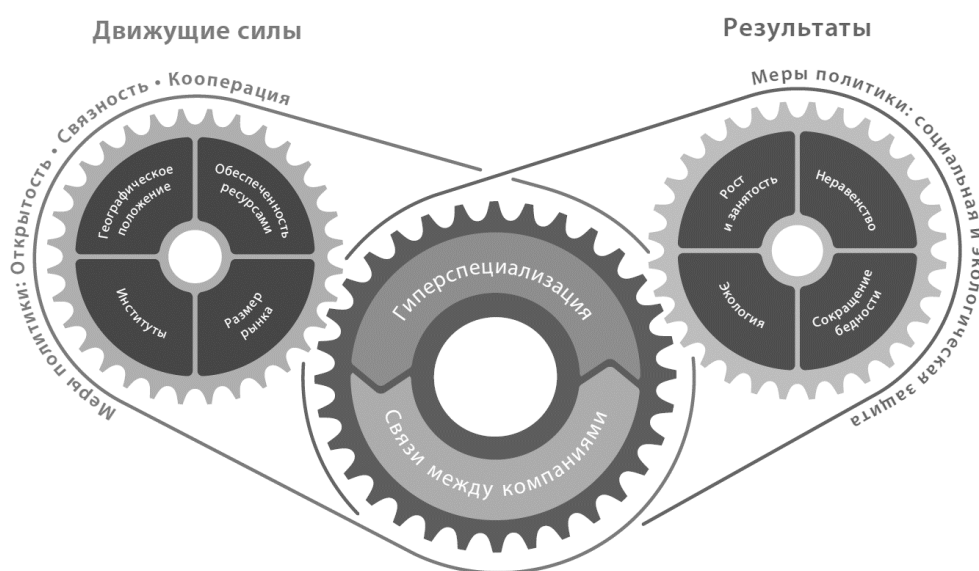 Движущие силы
Результаты
Меры политики: Открытость • Связность • Кооперация
Меры политики: социальная и экологическая защита
Географическое
положение
Обеспеченность
ресурсами
Институты
Размер
рынка
Гиперспециализация
Связи между компаниями
Рост
и занятость
Неравенство
Экология
Сокращение
бедности